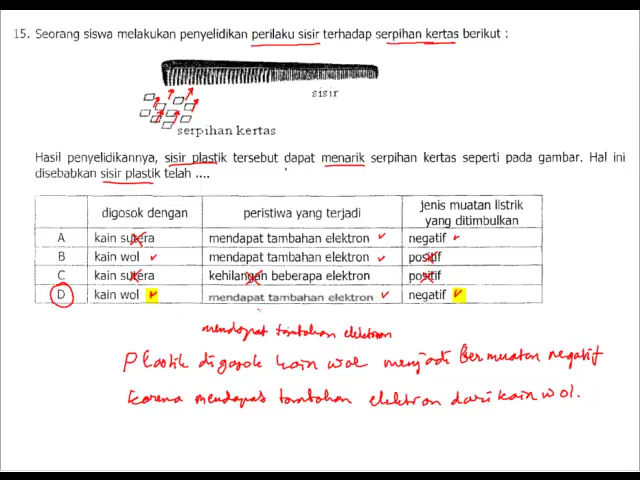 15. Seorang siswa melakukan penyelidikan perilaku sisir terhadap serpihan kertas berikut :
sisir
serpihan kertas
Hasil penyelidikannya, sisir plastik tersebut dapat menarik serpihan kertas seperti pada gambar. Hal ini
disebabkan sisir plastik telah ....
digosok dengan peristiwa yang terjadi jenis muatan listrik
yang ditimbulkan
A kain sutera mendapat tambahan elektron negatif
B kain wol mendapat tambahan elektron positif
C kain sutera kehilangan beberapa elektron positif
D kain wol mendapat tambahan elektron negatif
mendapat tambahan elektron
Plastik digosok kain wol menjadi bermuatan negatif
karena mendapat tambahan elektron dari kain wol.